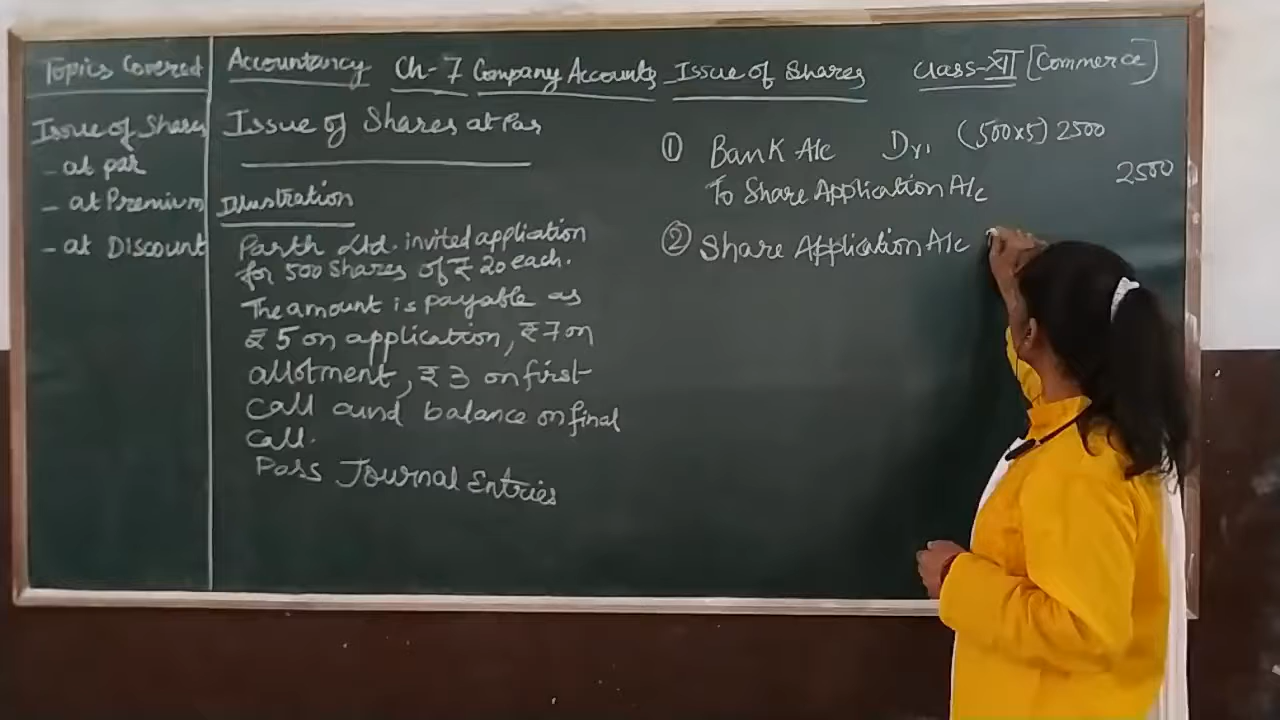 Topics Covered
Accountancy Ch-7 Company Accounts Issue of Shares Class-XII [Commerce]
Issue of Shares
- at par
- at Premium
- at Discount
Issue of Shares at Par
Illustration
Parth Ltd. invited application
for 500 Shares of ₹ 20 each.
The amount is payable as
₹ 5 on application, ₹ 7 on
allotment, ₹ 3 on first
call and balance on final
call.
Pass Journal Entries
① Bank A/c Dr. (500x5) 2500
To Share Application A/c 2500
② Share Application A/c